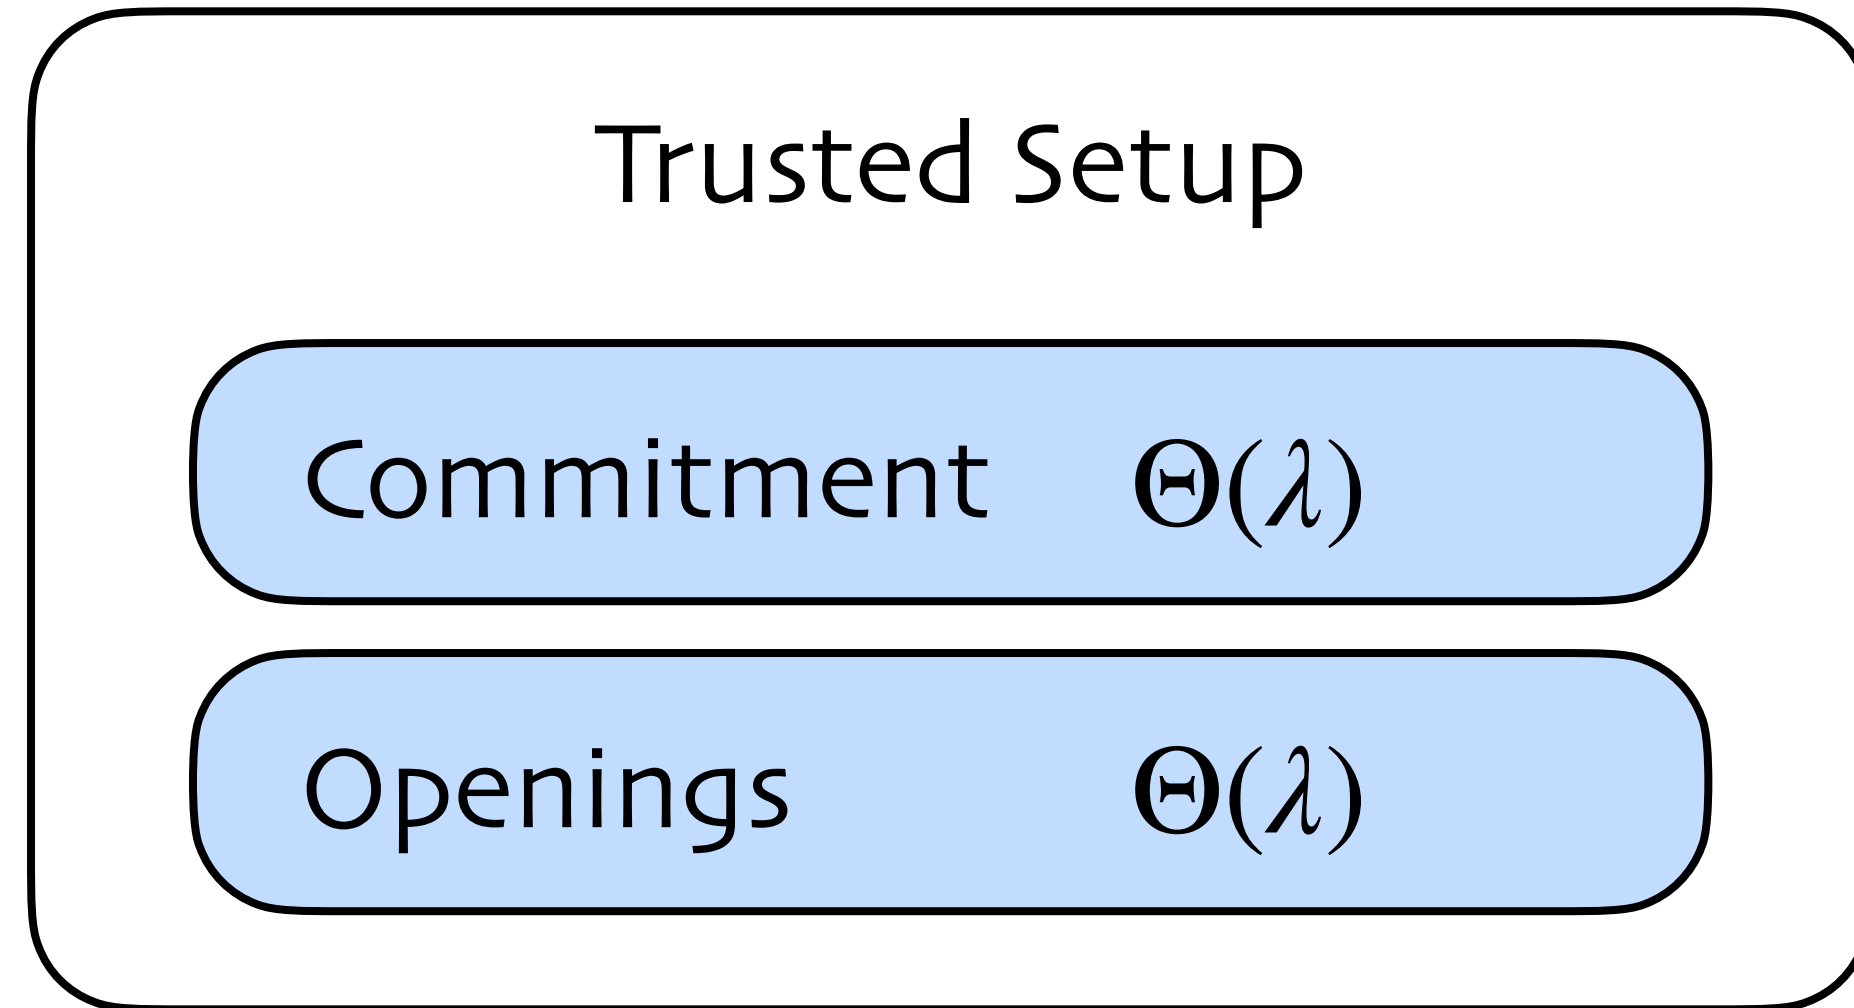 Trusted Setup
Commitment Θ(λ)
Openings Θ(λ)